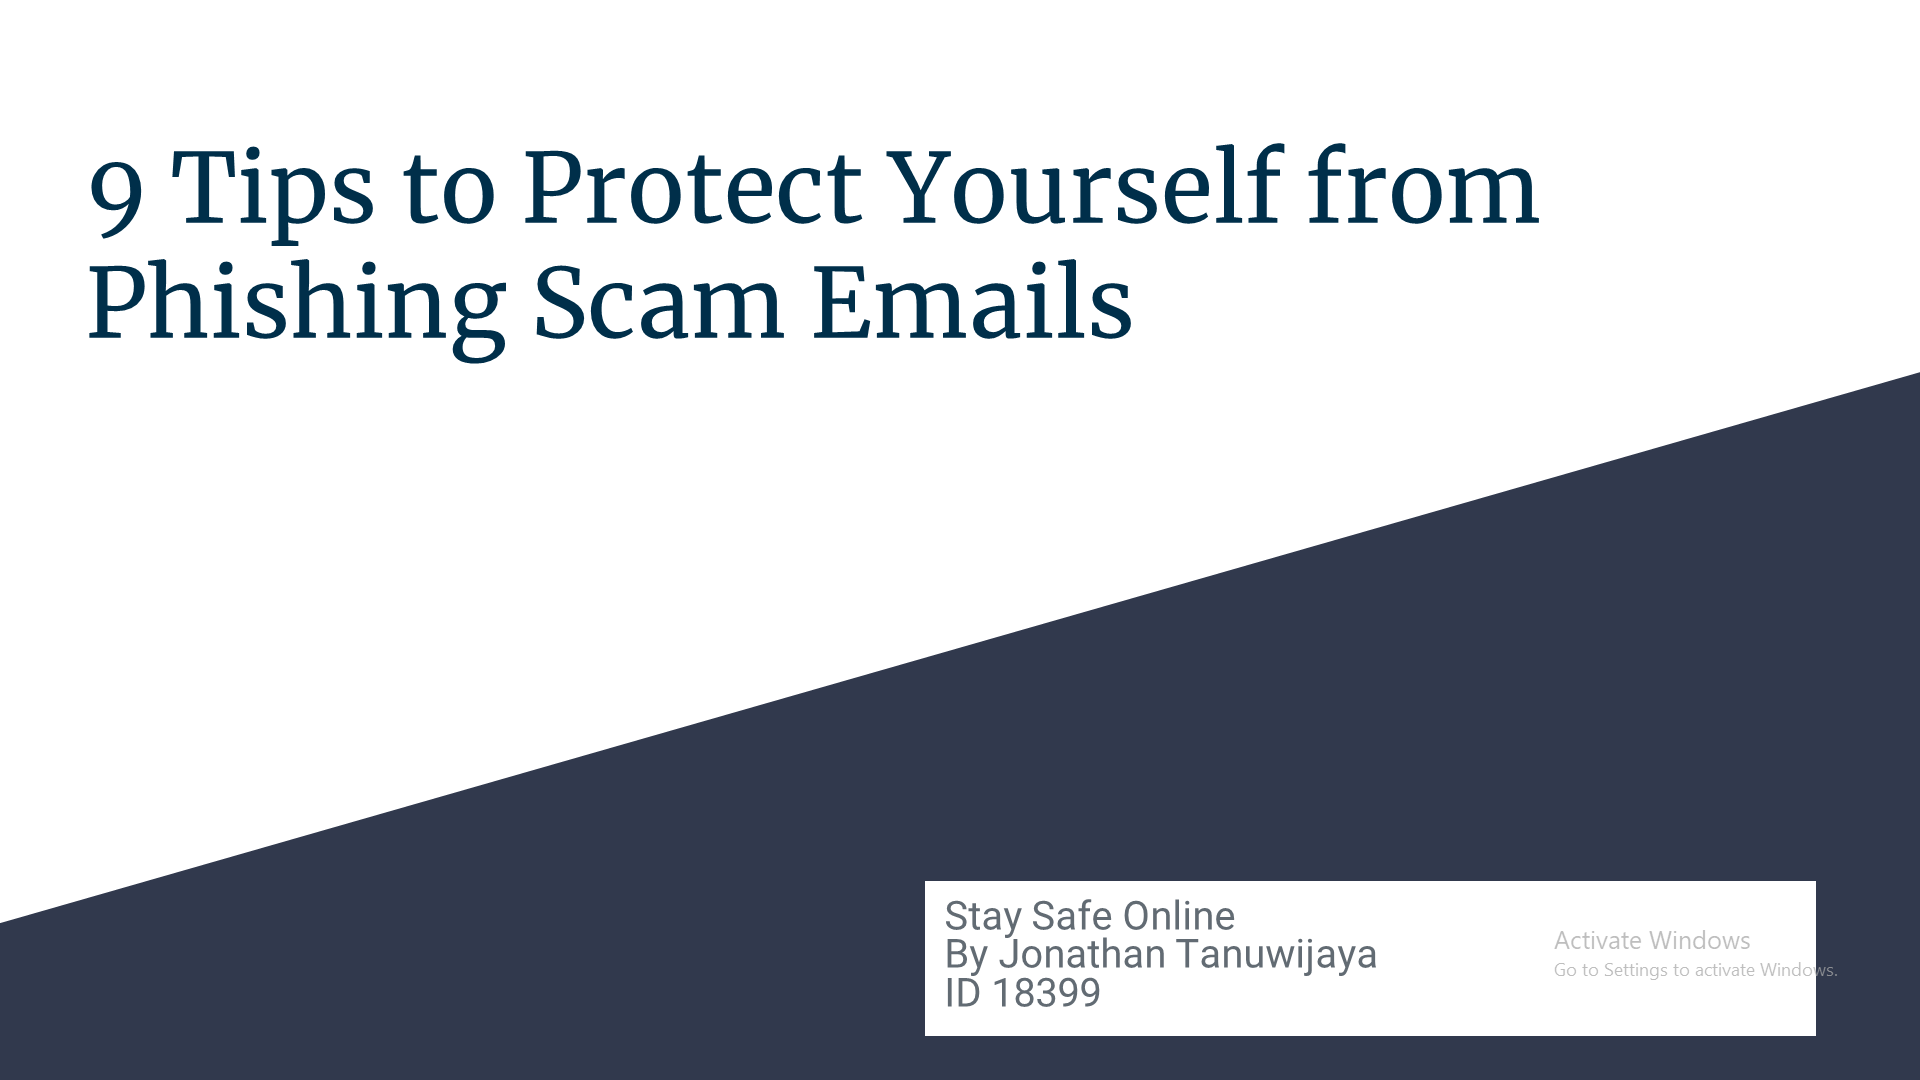 9 Tips to Protect Yourself from
Phishing Scam Emails
Stay Safe Online
By Jonathan Tanuwijaya
ID 18399
Activate Windows
Go to Settings to activate Windows.